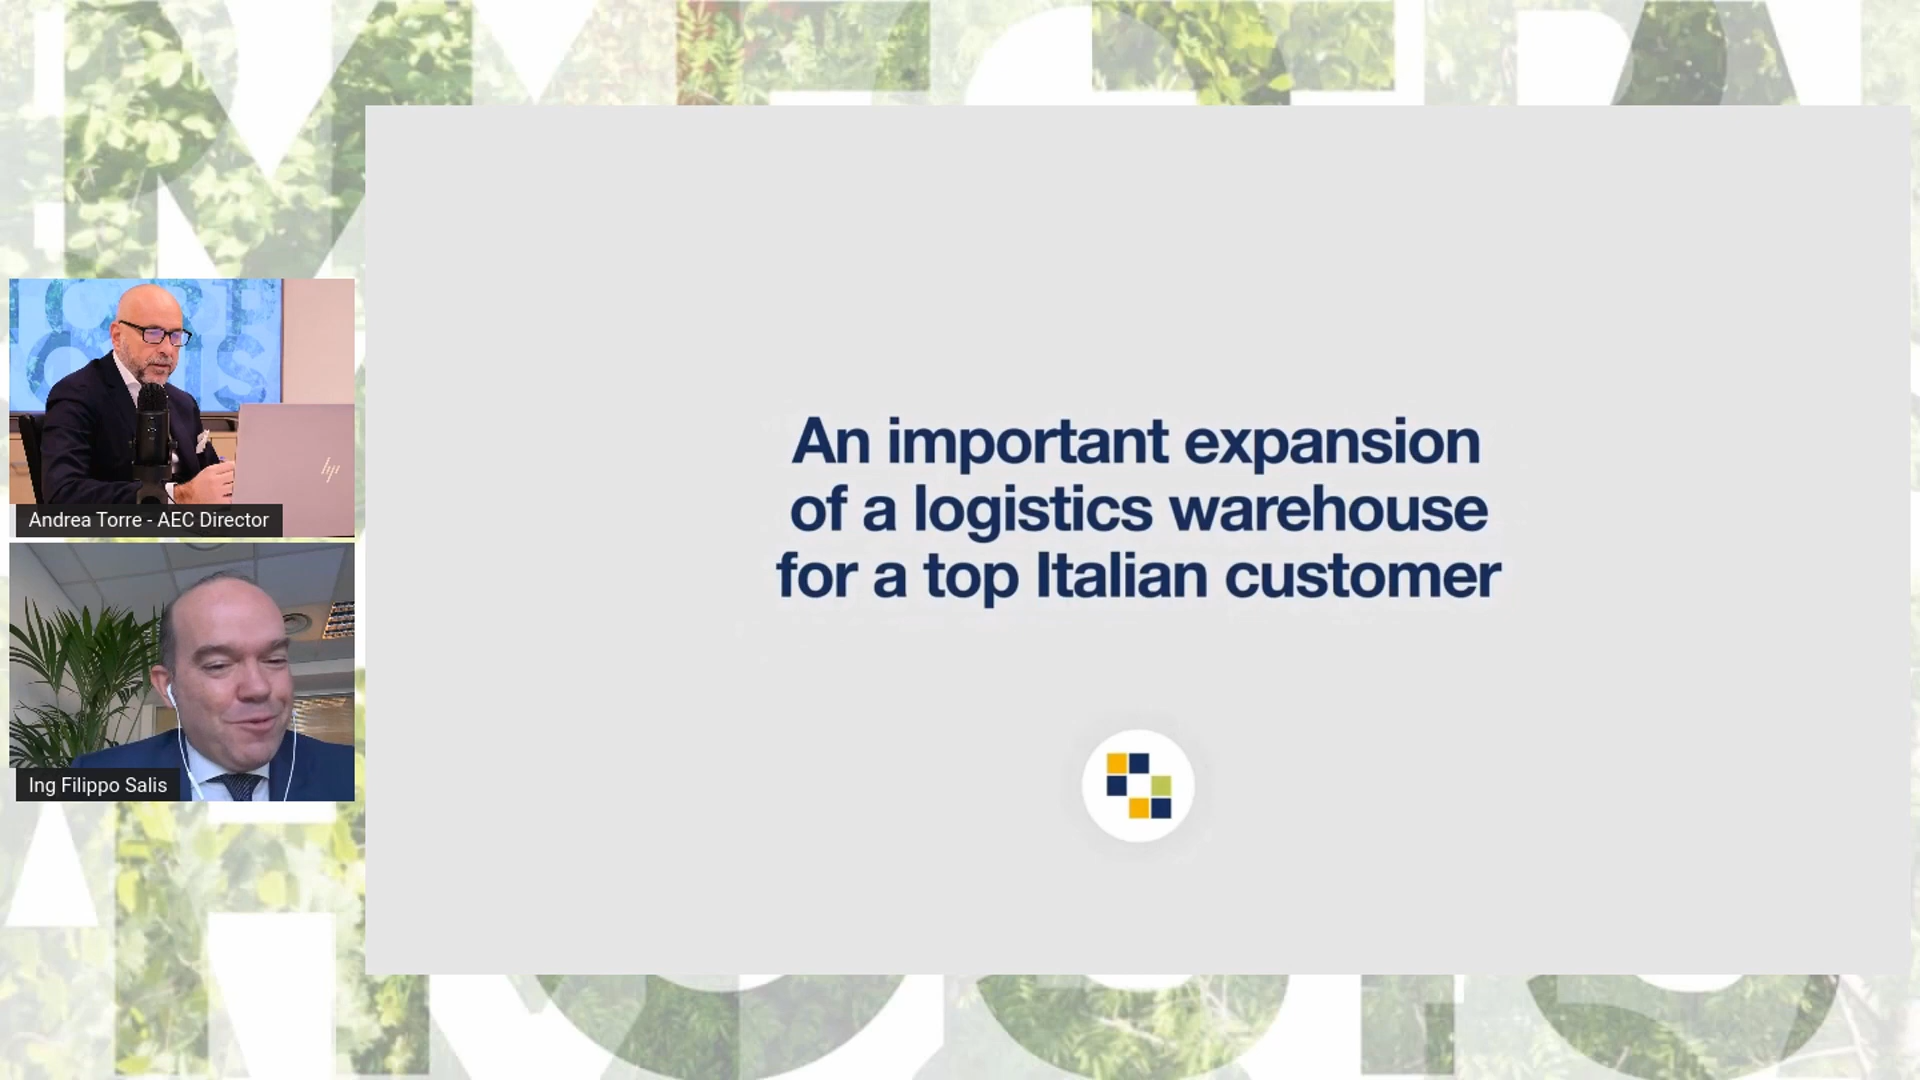 Andrea Torre - AEC Director
Ing Filippo Salis
An important expansion
of a logistics warehouse
for a top Italian customer